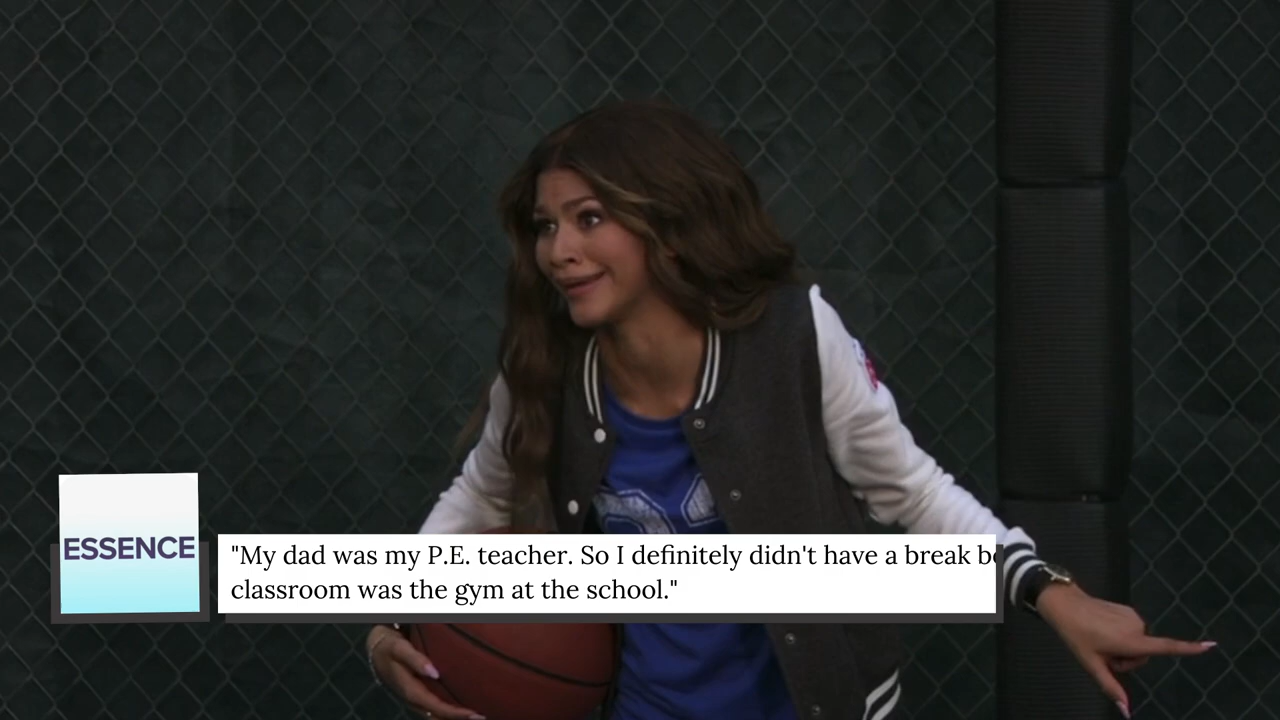 ESSENCE
"My dad was my P.E. teacher. So I definitely didn't have a break
classroom was the gym at the school."